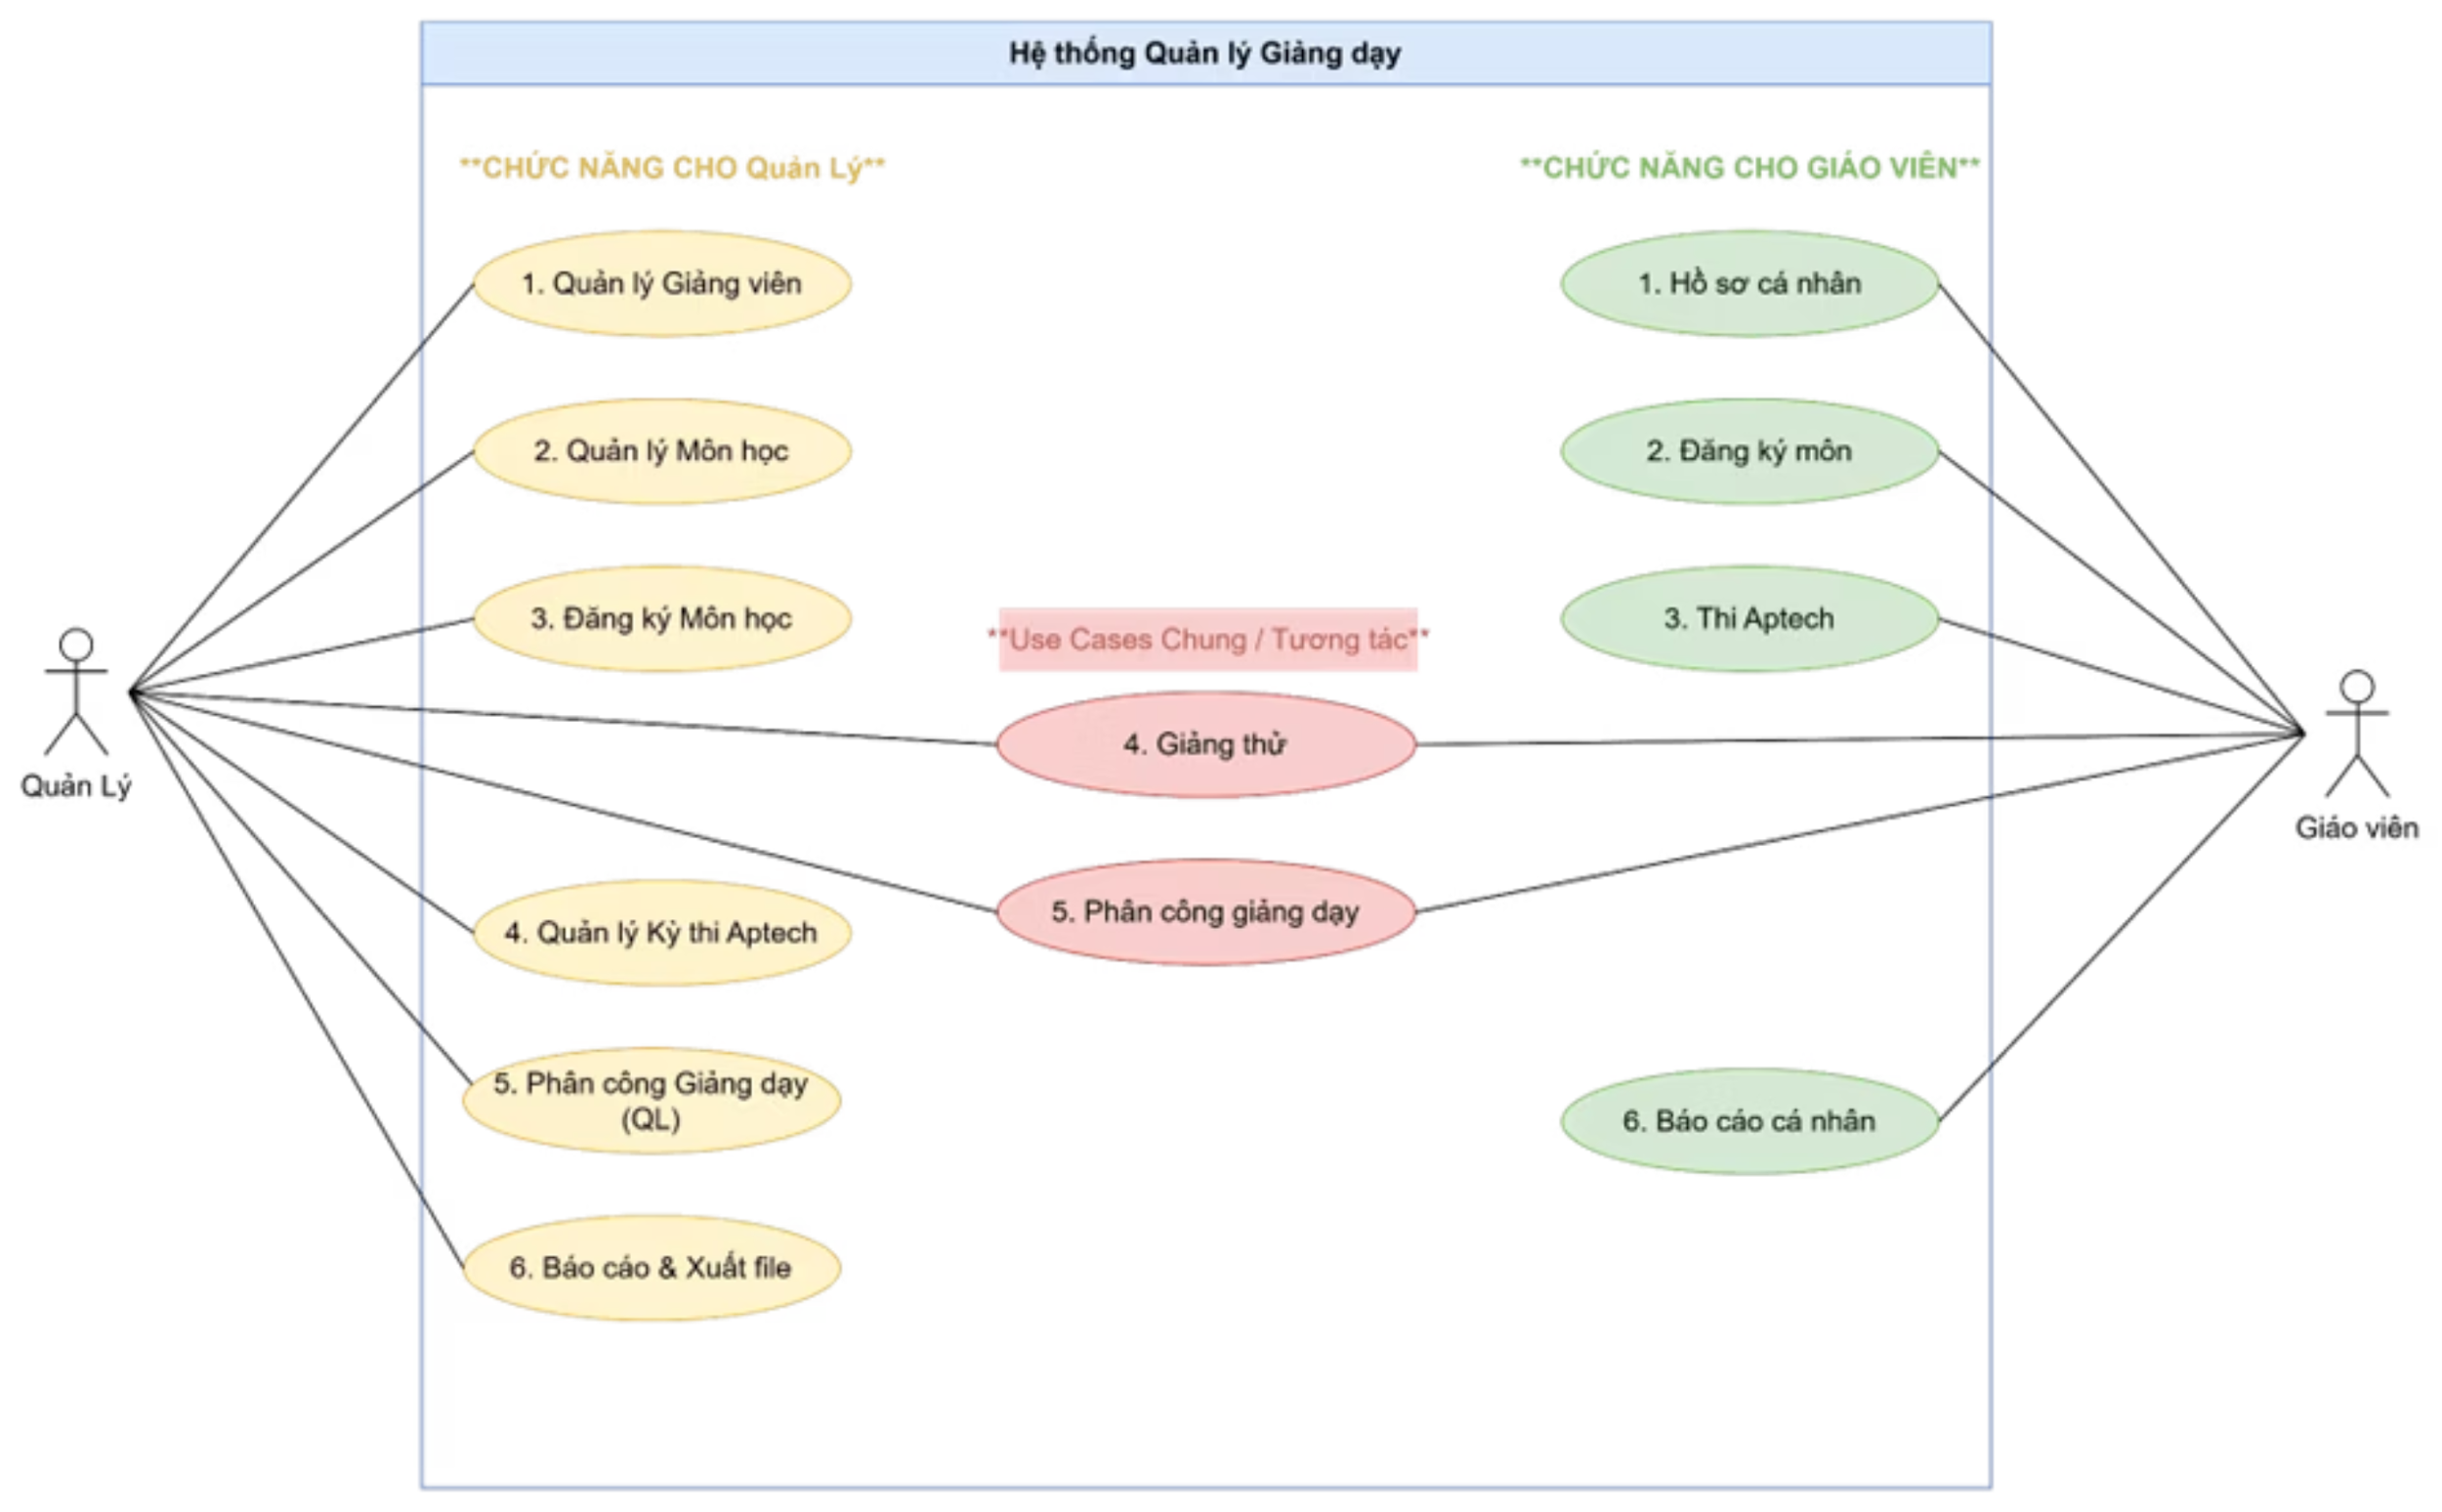 Hệ thống Quản lý Giảng dạy
**CHỨC NĂNG CHO Quản Lý**
**CHỨC NĂNG CHO GIÁO VIÊN**
1. Quản lý Giảng viên
1. Hồ sơ cá nhân
2. Quản lý Môn học
2. Đăng ký môn
3. Đăng ký Môn học
3. Thi Aptech
**Use Cases Chung / Tương tác**
4. Giảng thử
Quản Lý
Giáo viên
5. Phân công giảng dạy
4. Quản lý Kỳ thi Aptech
5. Phân công Giảng dạy
(QL)
6. Báo cáo cá nhân
6. Báo cáo & Xuất file